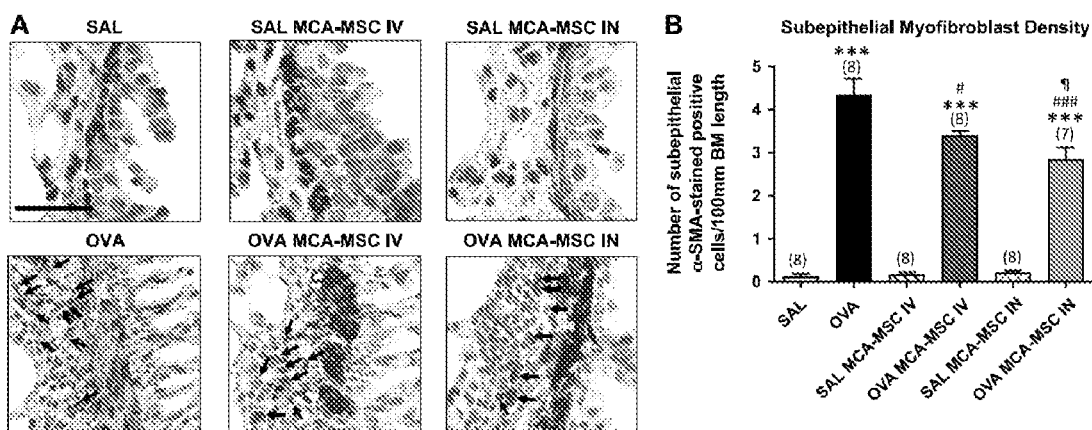 A
SAL
SAL MCA-MSC IV
SAL MCA-MSC IN
OVA
OVA MCA-MSC IV
OVA MCA-MSC IN
B
Subepithelial Myofibroblast Density
Number of subepithelial
α-SMA-stained positive
cells/100mm BM length
5
4
3
2
1
0
(8)
***
(8)
(8)
#
***
(8)
(8)
¶
###
***
(7)
SAL
OVA
SAL MCA-MSC IV
OVA MCA-MSC IV
SAL MCA-MSC IN
OVA MCA-MSC IN